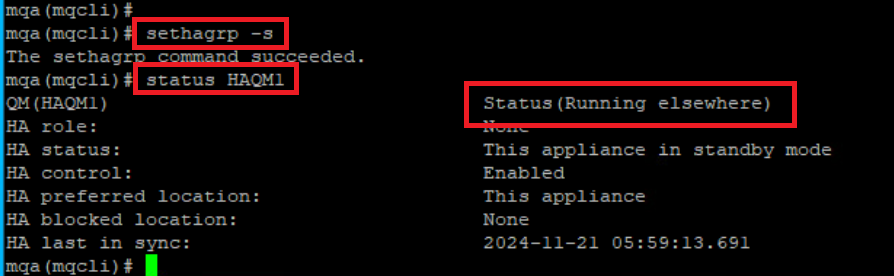 mqa(mqcli)#
mqa(mqcli)# sethagrp -s
The sethagrp command succeeded.
mqa(mqcli)# status HAQM1
QM(HAQM1) Status(Running elsewhere)
HA role: None
HA status: This appliance in standby mode
HA control: Enabled
HA preferred location: This appliance
HA blocked location: None
HA last in sync: 2024-11-21 05:59:13.691
mqa(mqcli)#